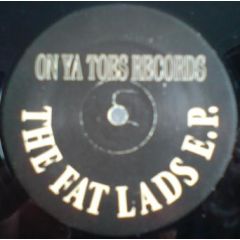 ON YA TOES RECORDS
THE FAT LADS E.P.